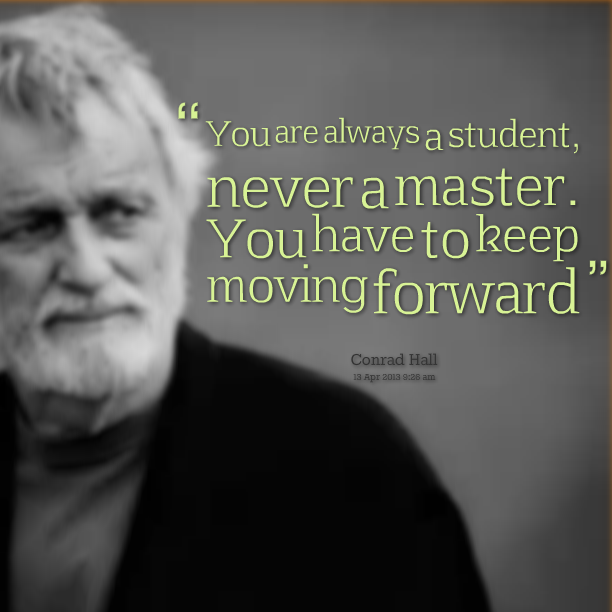 “ You are always a student,
never a master.
You have to keep
moving forward ”
Conrad Hall
13 Apr 2013 9:26 am